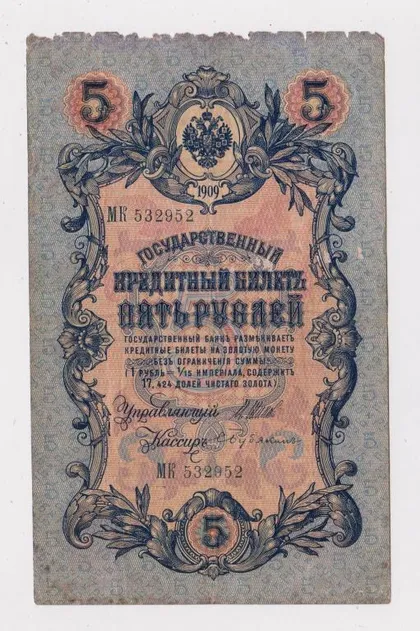 5 5
1909
МК 532952
ГОСУДАРСТВЕННЫЙ
КРЕДИТНЫЙ БИЛЕТЪ
ПЯТЬ РУБЛЕЙ
ГОСУДАРСТВЕННЫЙ БАНКЪ РАЗМѢНИВАЕТЪ
КРЕДИТНЫЕ БИЛЕТЫ НА ЗОЛОТУЮ МОНЕТУ
БЕЗЪ ОГРАНИЧЕНІЯ СУММЫ
(1 РУБЛЬ = 1/15 ИМПЕРІАЛА, СОДЕРЖИТЪ
17,424 ДОЛЕЙ ЧИСТАГО ЗОЛОТА).
Управляющій
Кассиръ
МК 532952
5